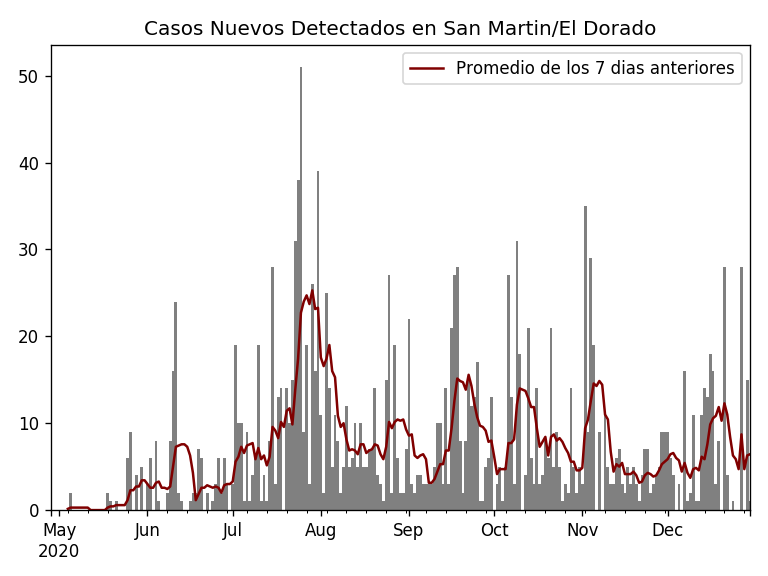 Casos Nuevos Detectados en San Martin/El Dorado
Promedio de los 7 dias anteriores
50
40
30
20
10
0
May Jun Jul Aug Sep Oct Nov Dec
2020